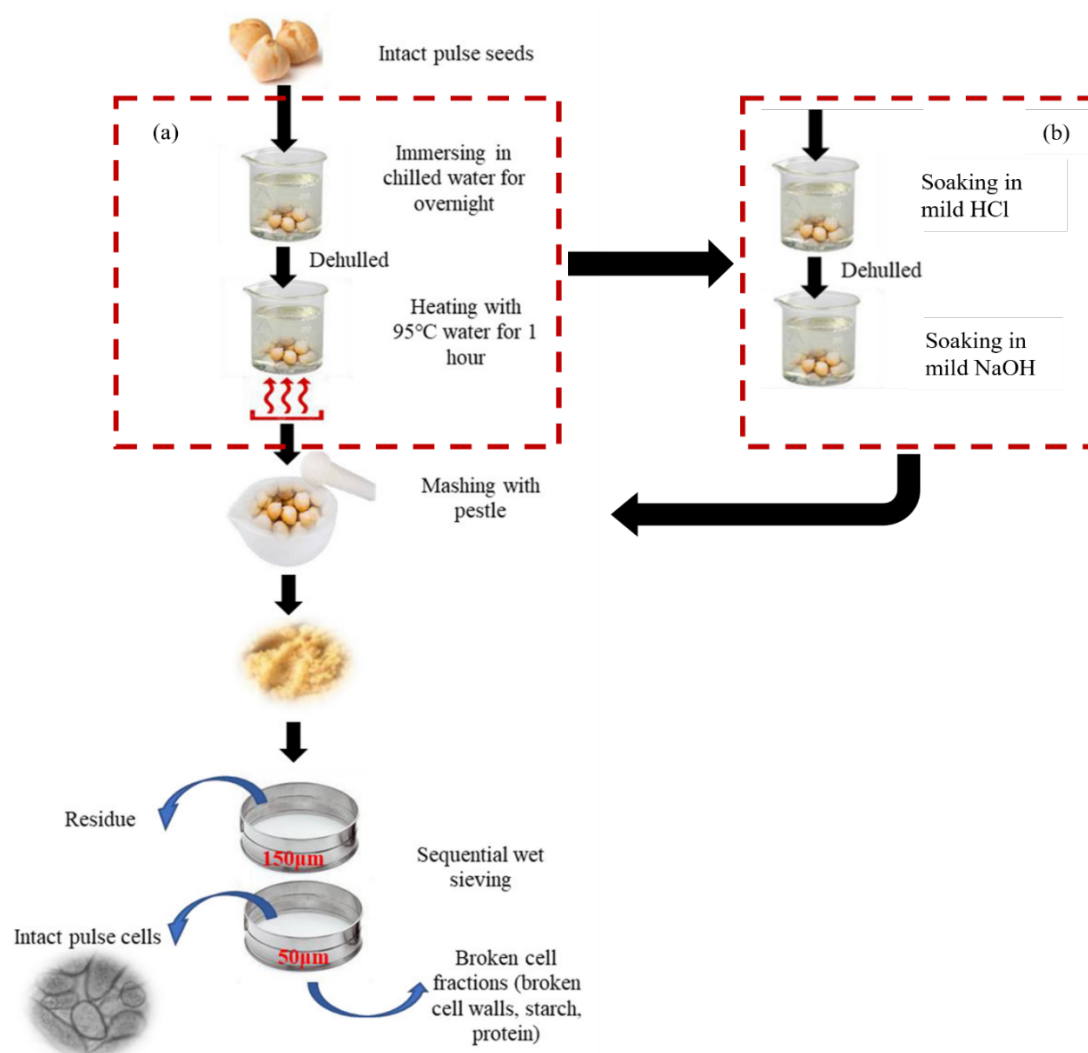 Intact pulse seeds
(a)
Immersing in
chilled water for
overnight
Dehulled
Heating with
95°C water for 1
hour
(b)
Soaking in
mild HCl
Dehulled
Soaking in
mild NaOH
Mashing with
pestle
Residue
150μm
Sequential wet
sieving
Intact pulse cells
50μm
Broken cell
fractions (broken
cell walls, starch,
protein)